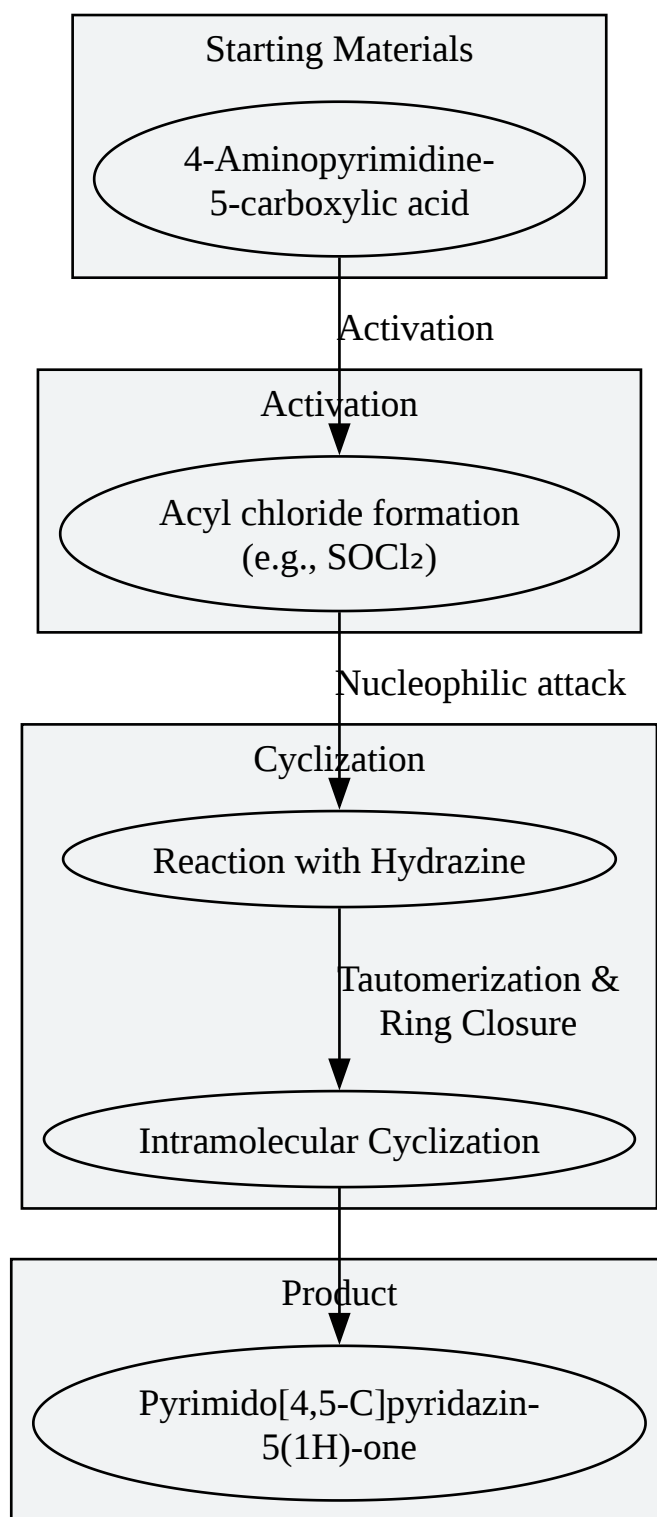 Starting Materials
4-Aminopyrimidine-
5-carboxylic acid
Activation
Activation
Acyl chloride formation
(e.g., SOCl₂)
Nucleophilic attack
Cyclization
Reaction with Hydrazine
Tautomerization &
Ring Closure
Intramolecular Cyclization
Product
Pyrimido[4,5-C]pyridazin-
5(1H)-one